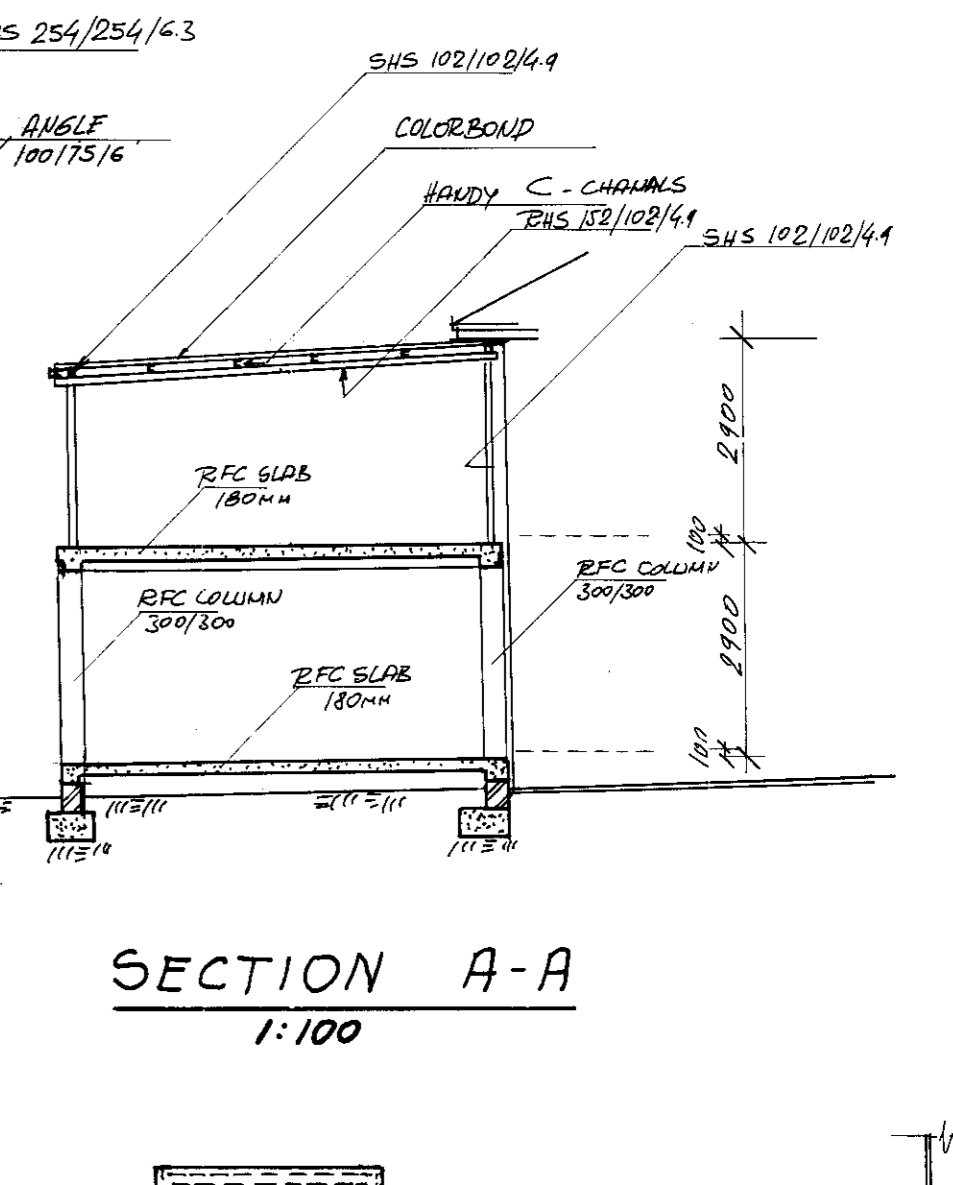 S 254/254/6.3
SHS 102/102/4.9
ANGLE
100/75/6
COLORBOND
HANDY C - CHANALS
RHS 152/102/4.9
SHS 102/102/4.9
2900
RFC SLAB
180MM
100
RFC COLUMN
300/300
RFC COLUMN
300/300
2900
RFC SLAB
180MM
100
SECTION A-A
1:100